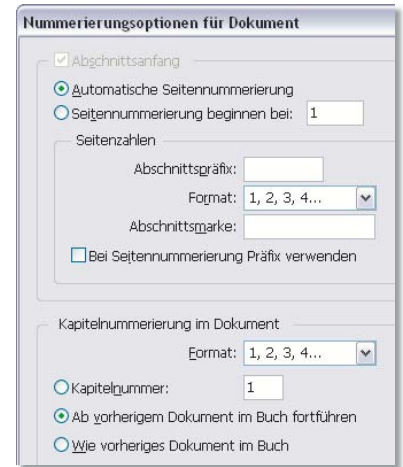 Nummerierungsoptionen für Dokument
Abschnittsanfang
Automatische Seitennummerierung
Seitennummerierung beginnen bei: 1
Seitenzahlen
Abschnittspräfix:
Format: 1, 2, 3, 4...
Abschnittsmarke:
Bei Seitennummerierung Präfix verwenden
Kapitelnummerierung im Dokument
Format: 1, 2, 3, 4...
Kapitelnummer: 1
Ab vorherigem Dokument im Buch fortführen
Wie vorheriges Dokument im Buch